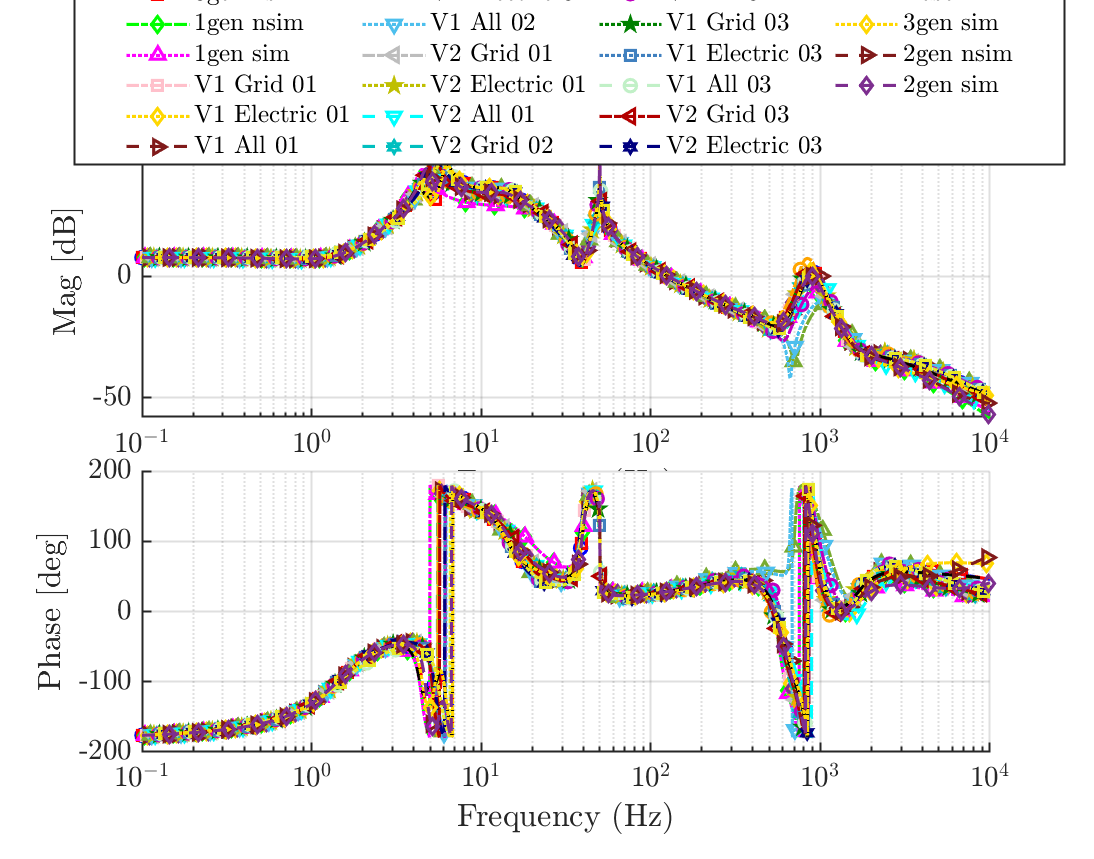 1gen nsim V1 All 02 V1 Grid 03 3gen sim
1gen sim V2 Grid 01 V1 Electric 03 2gen nsim
V1 Grid 01 V2 Electric 01 V1 All 03 2gen sim
V1 Electric 01 V2 All 01 V2 Grid 03
V1 All 01 V2 Grid 02 V2 Electric 03
Mag [dB]
0
-50
10⁻¹ 10⁰ 10¹ 10² 10³ 10⁴
Phase [deg]
200
100
0
-100
-200
10⁻¹ 10⁰ 10¹ 10² 10³ 10⁴
Frequency (Hz)